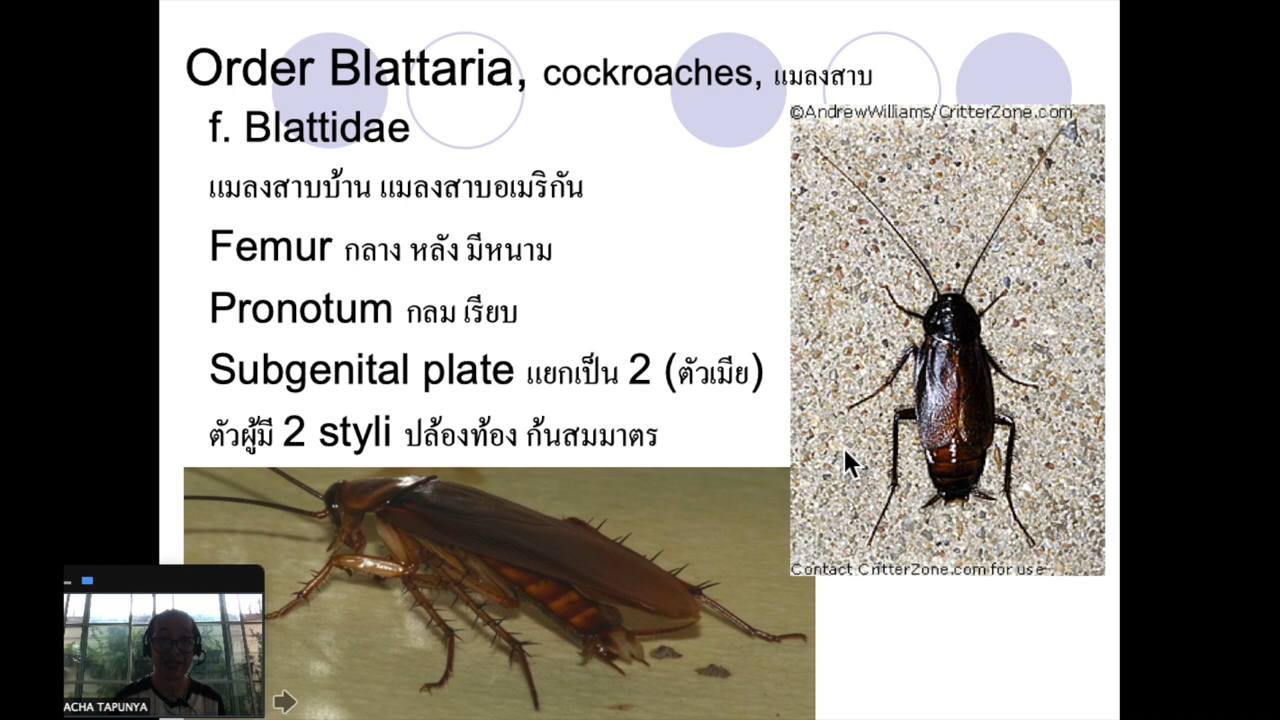 Order Blattaria, cockroaches, แมลงสาบ
f. Blattidae
แมลงสาบบ้าน แมลงสาบอเมริกัน
Femur กลาง หลัง มีหนาม
Pronotum กลม เรียบ
Subgenital plate แยกเป็น 2 (ตัวเมีย)
ตัวผู้มี 2 styli ปล้องท้อง ก้นสมมาตร
©AndrewWilliams/CritterZone.com
Contact CritterZone.com for use
ACHA TAPUNYA